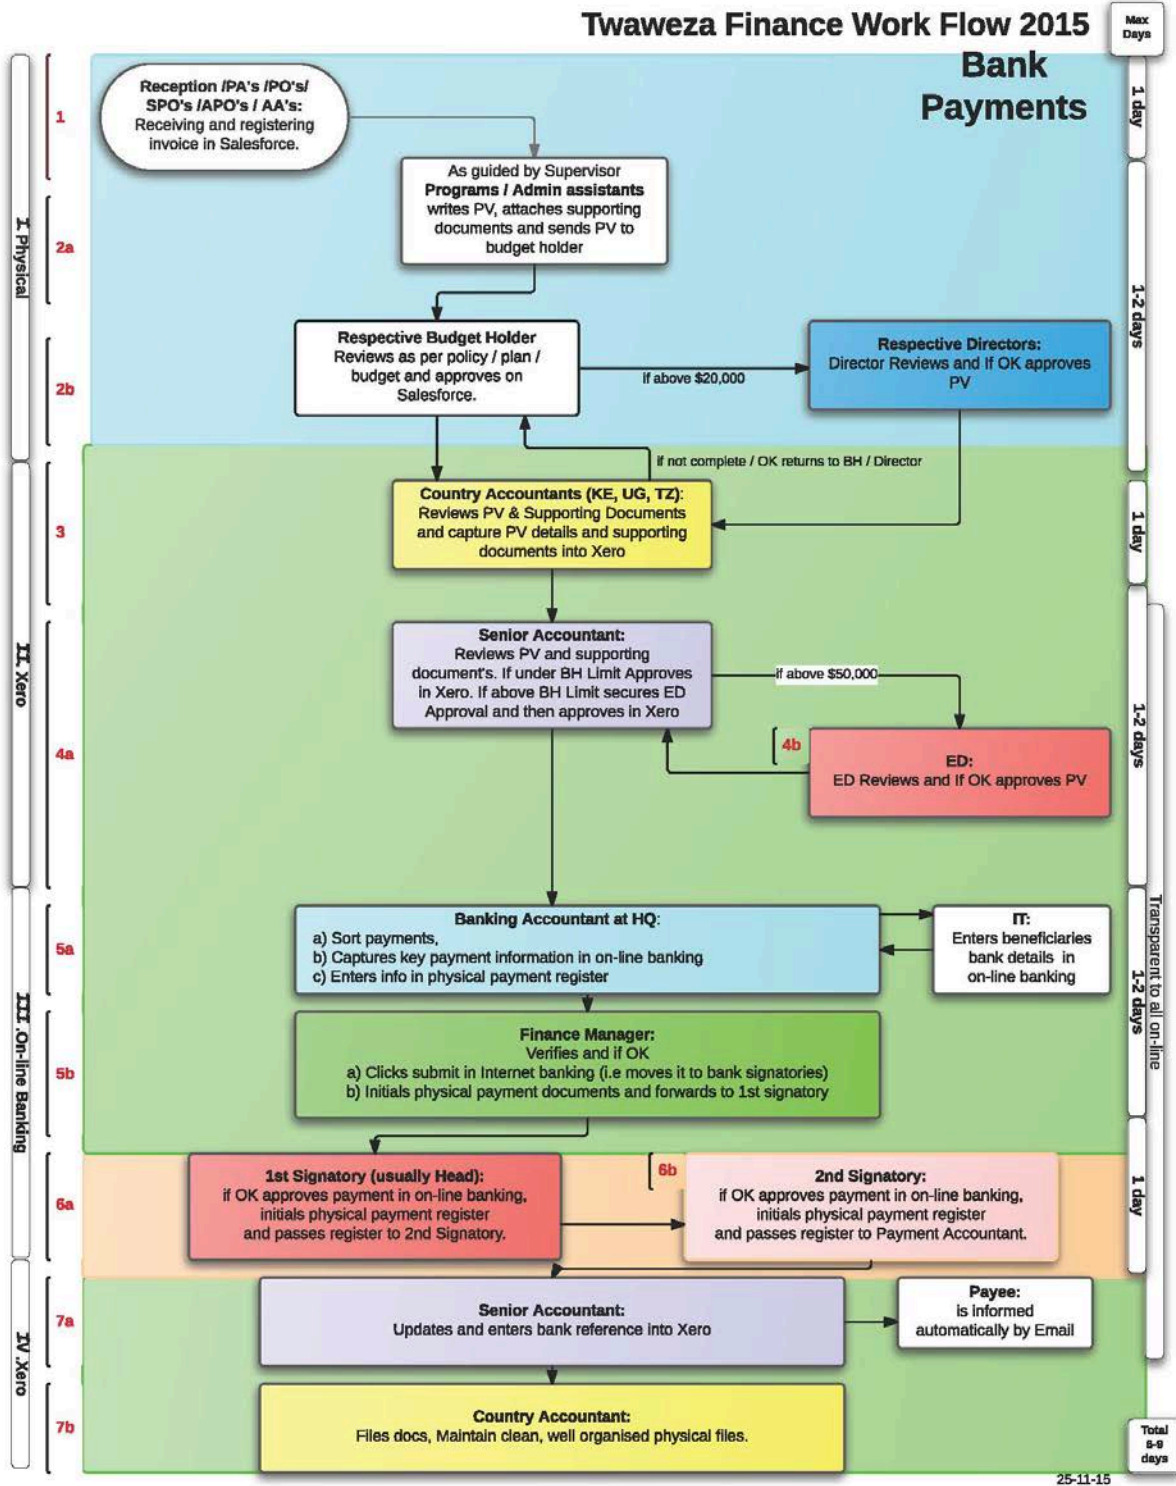 Twaweza Finance Work Flow 2015
Bank
Payments
Max
Days
I. Physical
1
Reception /PA's /PO's/
SPO's /APO's / AA's:
Receiving and registering
invoice in Salesforce.
1 day
2a
As guided by Supervisor
Programs / Admin assistants
writes PV, attaches supporting
documents and sends PV to
budget holder
1-2 days
2b
Respective Budget Holder
Reviews as per policy / plan /
budget and approves on
Salesforce.
if above $20,000
Respective Directors:
Director Reviews and If OK approves
PV
if not complete / OK returns to BH / Director
II. Xero
3
Country Accountants (KE, UG, TZ):
Reviews PV & Supporting Documents
and capture PV details and supporting
documents into Xero
1 day
4a
Senior Accountant:
Reviews PV and supporting
document's. If under BH Limit Approves
in Xero. If above BH Limit secures ED
Approval and then approves in Xero
if above $50,000
1-2 days
4b
ED:
ED Reviews and If OK approves PV
Transparent to all on-line
III .On-line Banking
5a
Banking Accountant at HQ:
a) Sort payments,
b) Captures key payment information in on-line banking
c) Enters info in physical payment register
IT:
Enters beneficiaries
bank details in
on-line banking
1-2 days
5b
Finance Manager:
Verifies and if OK
a) Clicks submit in Internet banking (i.e moves it to bank signatories)
b) Initials physical payment documents and forwards to 1st signatory
6a
1st Signatory (usually Head):
if OK approves payment in on-line banking,
initials physical payment register
and passes register to 2nd Signatory.
6b
2nd Signatory:
if OK approves payment in on-line banking,
initials physical payment register
and passes register to Payment Accountant.
1 day
IV .Xero
7a
Senior Accountant:
Updates and enters bank reference into Xero
Payee:
is informed
automatically by Email
7b
Country Accountant:
Files docs, Maintain clean, well organised physical files.
Total
6-9
days
25-11-15